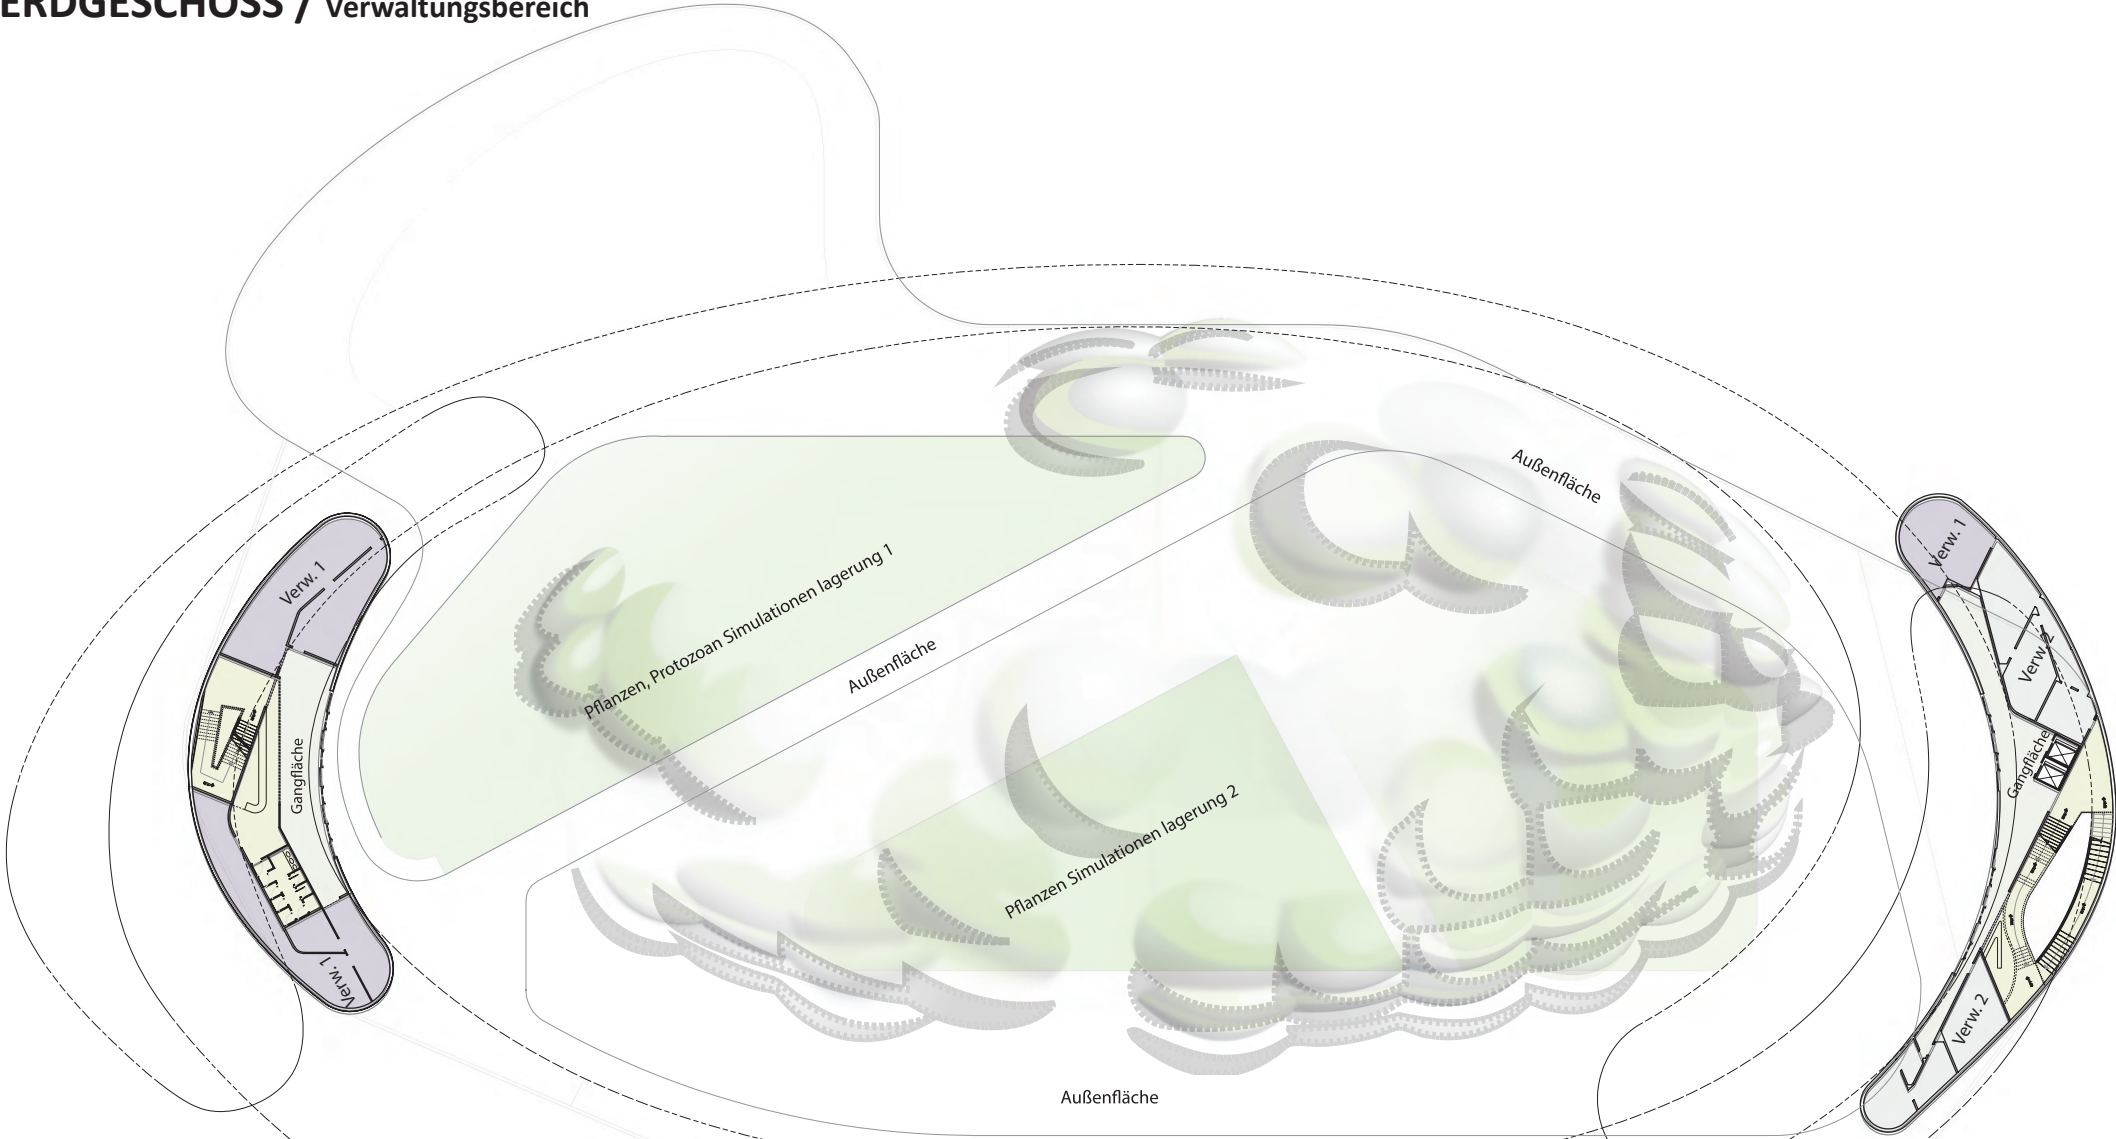 ERDGESCHOSS / Verwaltungsbereich
Außenfläche
Verw. 1
Verw. 1
Pflanzen, Protozoan Simulationen lagerung 1
Außenfläche
Verw. 2
Gangfläche
Gangfläche
Pflanzen Simulationen lagerung 2
Verw. 1
Verw. 2
Außenfläche